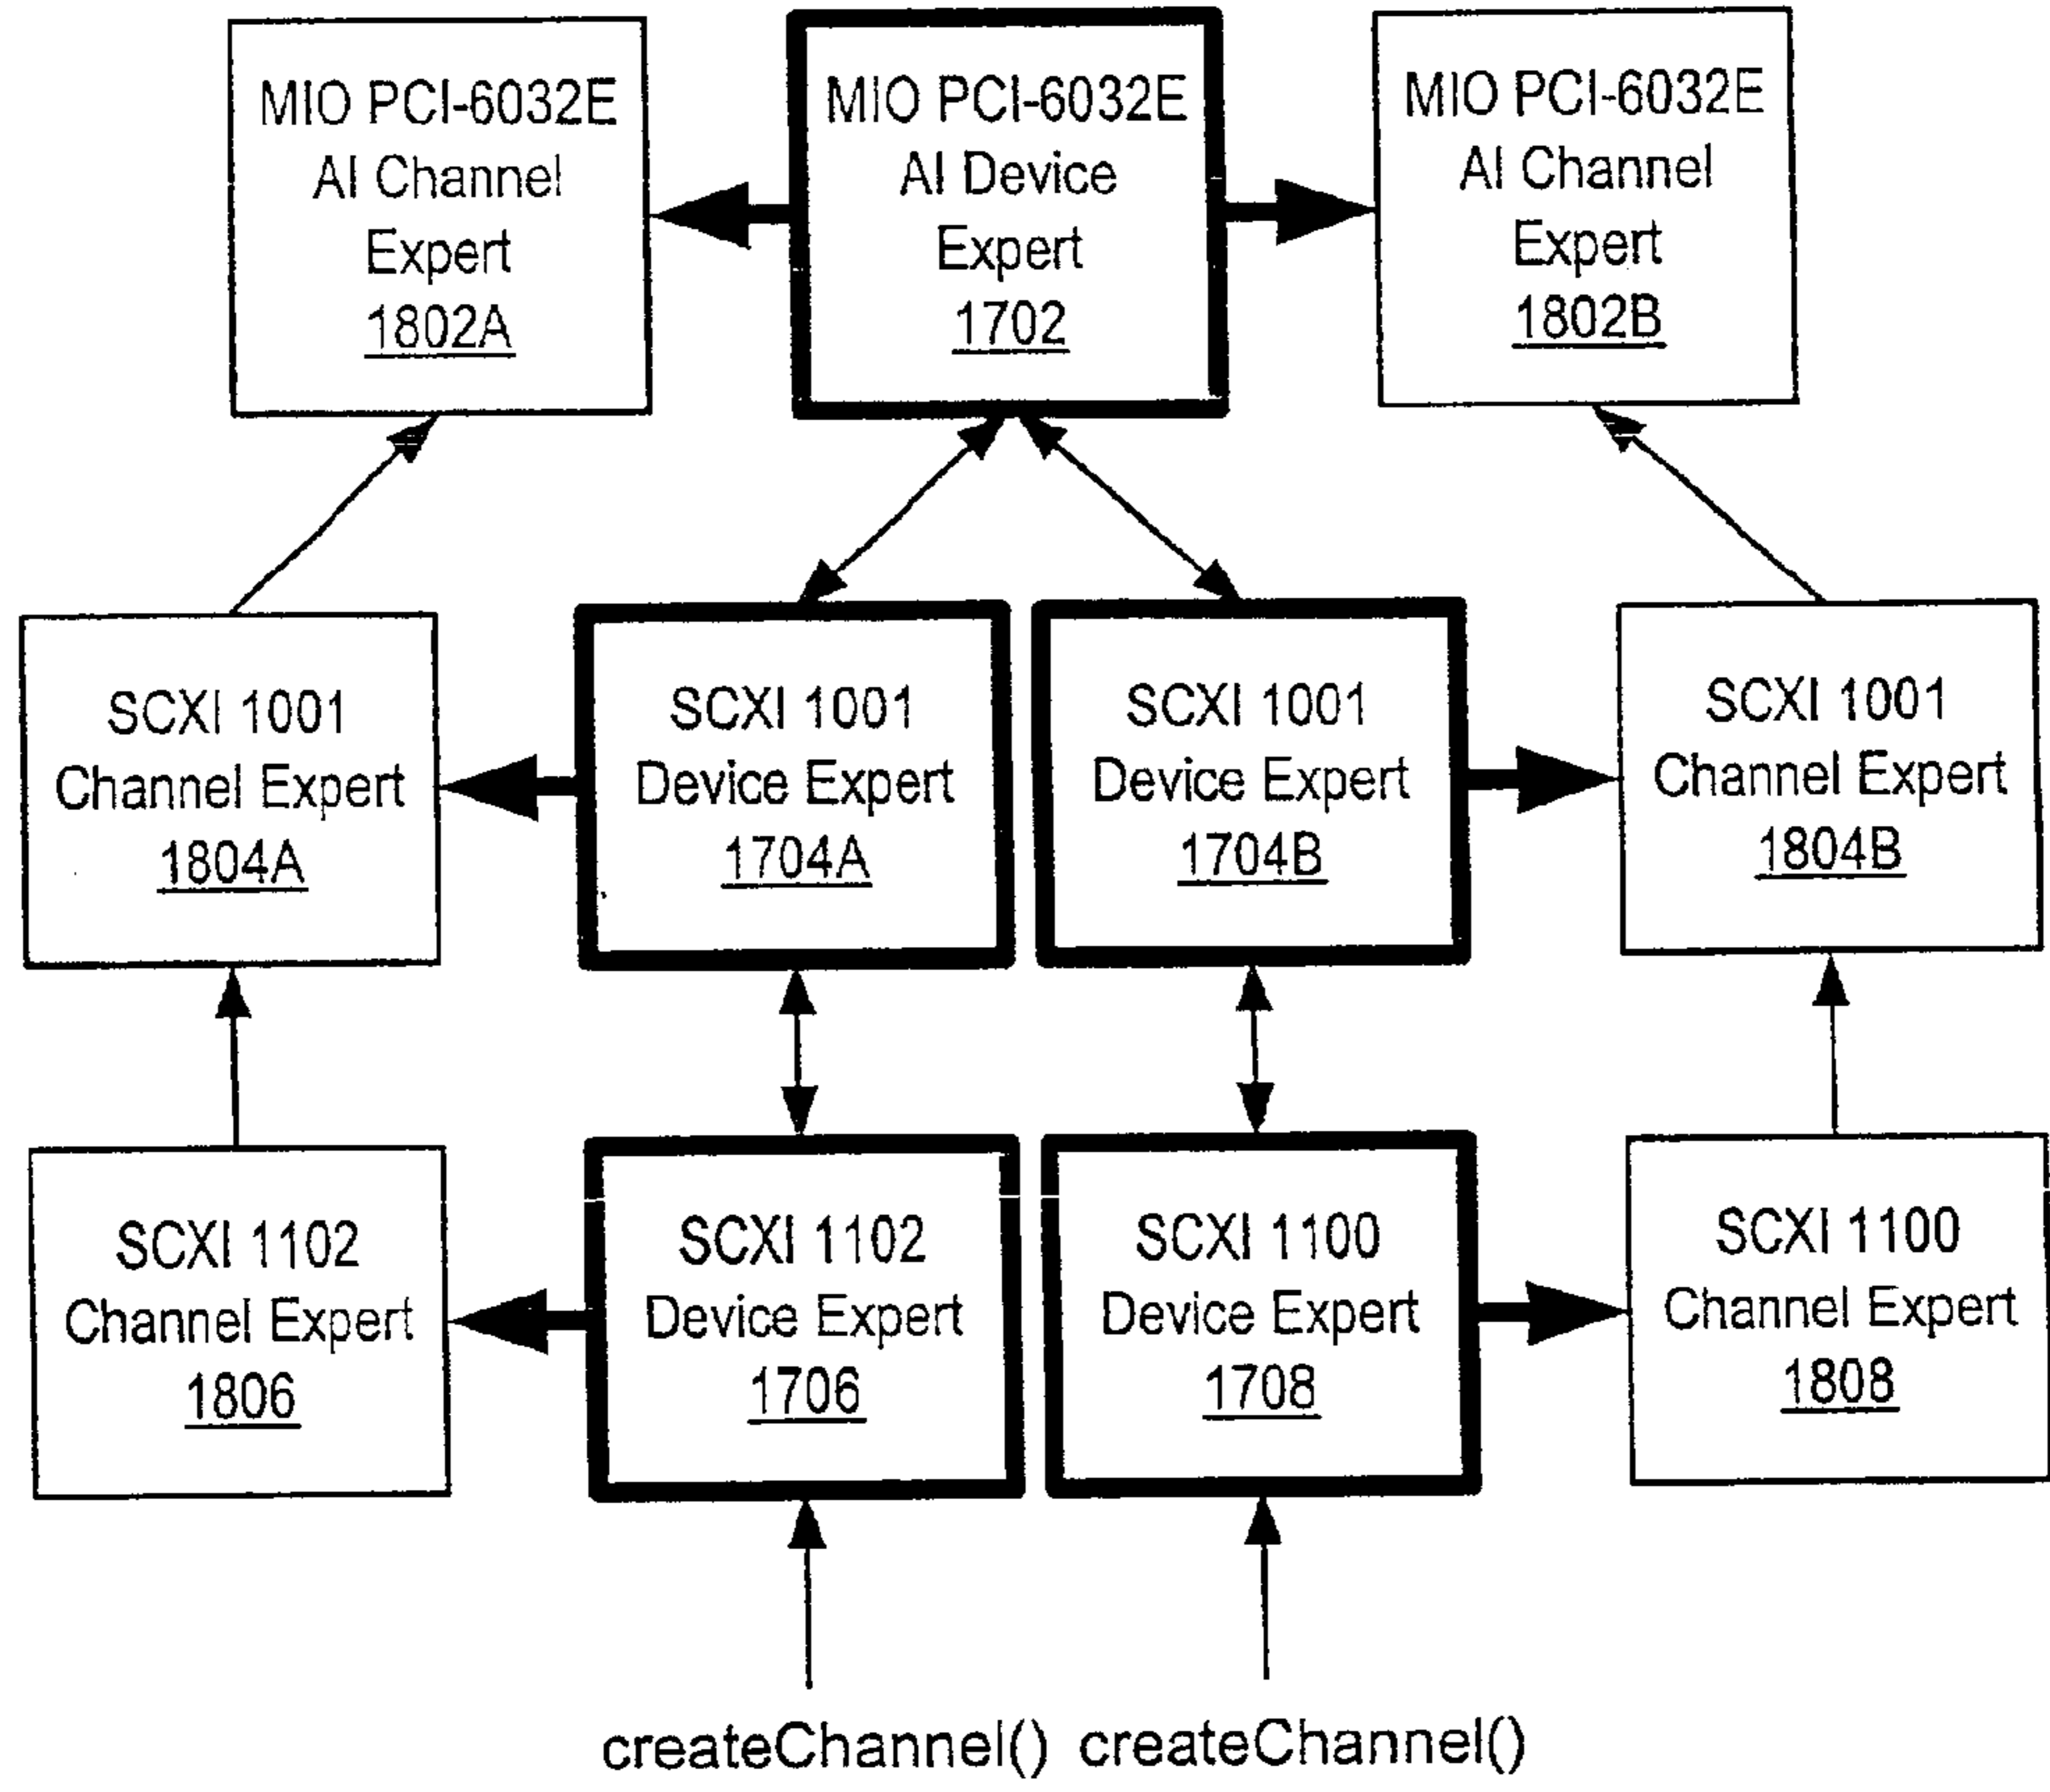 MIO PCI-6032E
AI Channel
Expert
1802A
MIO PCI-6032E
AI Device
Expert
1702
MIO PCI-6032E
AI Channel
Expert
1802B
SCXI 1001
Channel Expert
1804A
SCXI 1001
Device Expert
1704A
SCXI 1001
Device Expert
1704B
SCXI 1001
Channel Expert
1804B
SCXI 1102
Channel Expert
1806
SCXI 1102
Device Expert
1706
SCXI 1100
Device Expert
1708
SCXI 1100
Channel Expert
1808
createChannel()
createChannel()